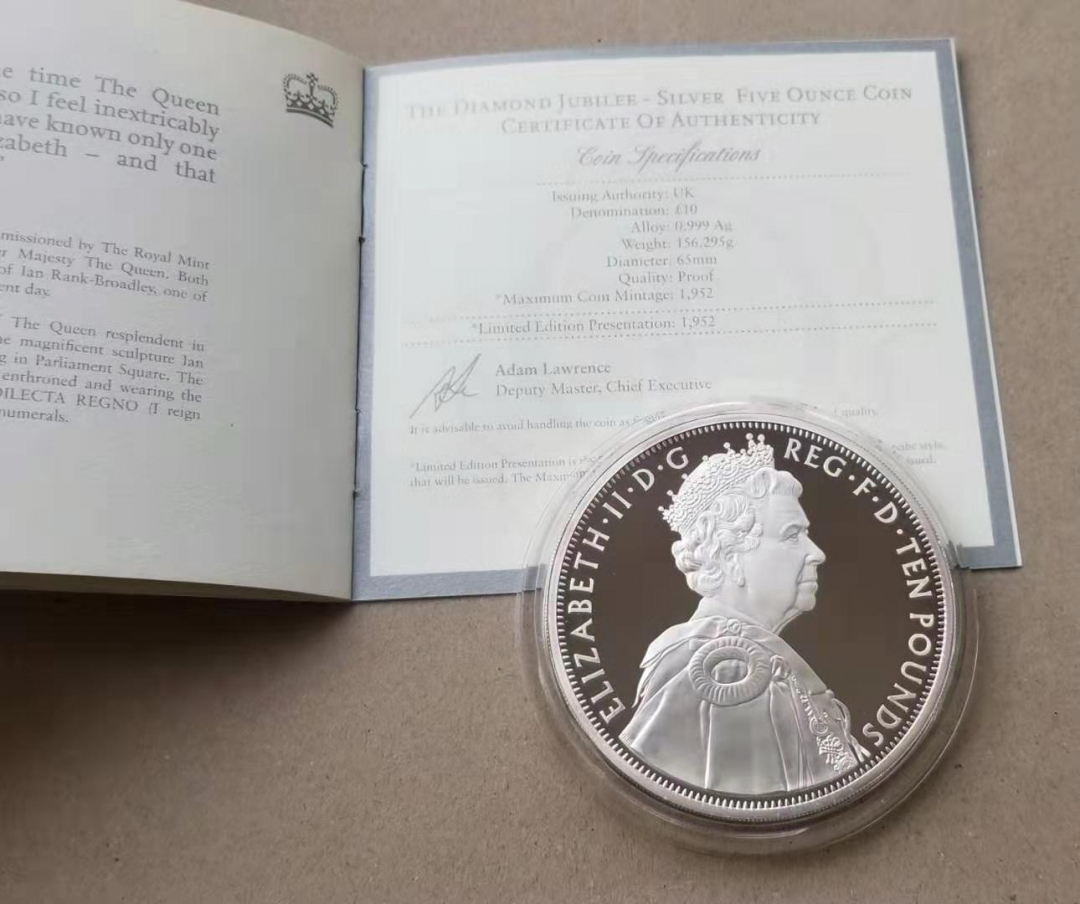 e time The Queen
so I feel inextricably
have known only one
zabeth – and that
missioned by The Royal Mint
r Majesty The Queen. Both
of Ian Rank-Broadley, one of
ent day.
The Queen resplendent in
e magnificent sculpture Ian
g in Parliament Square. The
enthroned and wearing the
DILECTA REGNO (I reign
numerals.
THE DIAMOND JUBILEE - SILVER FIVE OUNCE COIN
CERTIFICATE OF AUTHENTICITY
Coin Specifications
Issuing Authority: UK
Denomination: £10
Alloy: 0.999 Ag
Weight: 156.295g
Diameter: 65mm
Quality: Proof
*Maximum Coin Mintage: 1,952
*Limited Edition Presentation: 1,952
Adam Lawrence
Deputy Master, Chief Executive
It is advisable to avoid handling the coin as quality.
*Limited Edition Presentation is style
that will be issued. The issued.
ELIZABETH·II·D·G REG·F·D·TEN POUNDS